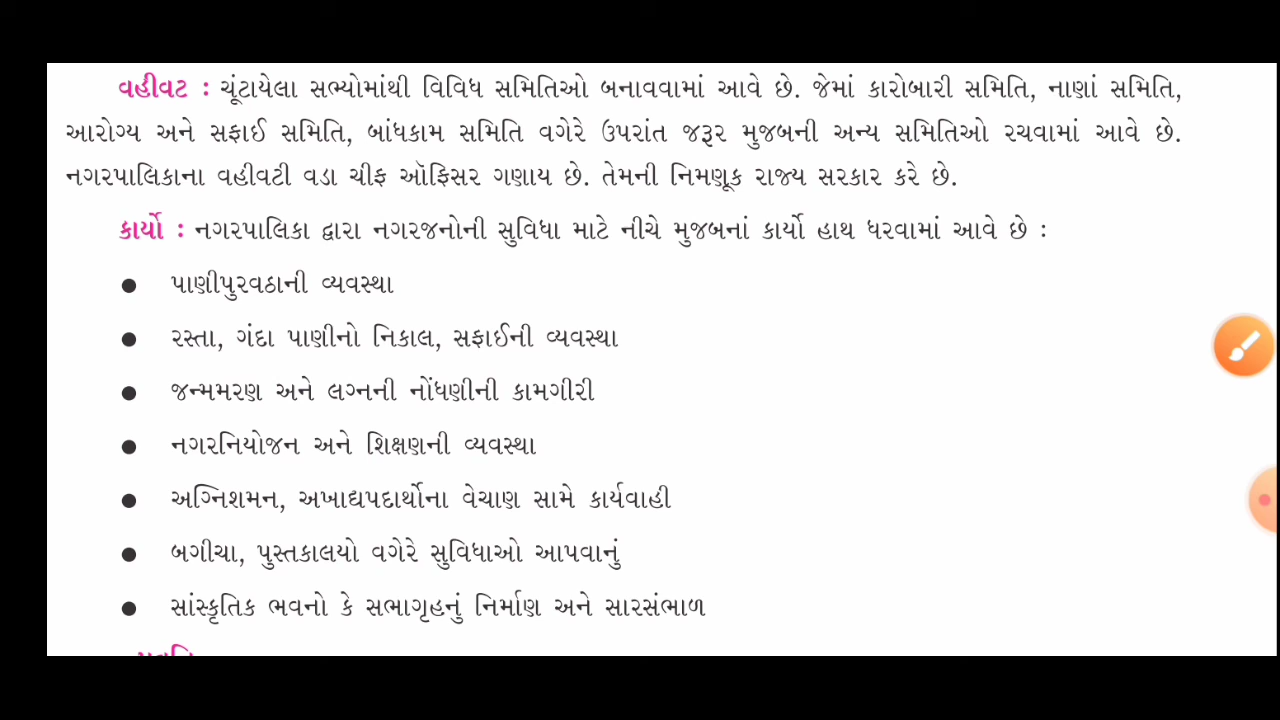 વહીવટ : ચૂંટાયેલા સભ્યોમાંથી વિવિધ સમિતિઓ બનાવવામાં આવે છે. જેમાં કારોબારી સમિતિ, નાણાં સમિતિ,
આરોગ્ય અને સફાઈ સમિતિ, બાંધકામ સમિતિ વગેરે ઉપરાંત જરૂર મુજબની અન્ય સમિતિઓ રચવામાં આવે છે.
નગરપાલિકાના વહીવટી વડા ચીફ ઑફિસર ગણાય છે. તેમની નિમણૂક રાજ્ય સરકાર કરે છે.
કાર્યો : નગરપાલિકા દ્વારા નગરજનોની સુવિધા માટે નીચે મુજબનાં કાર્યો હાથ ધરવામાં આવે છે :
● પાણીપુરવઠાની વ્યવસ્થા
● રસ્તા, ગંદા પાણીનો નિકાલ, સફાઈની વ્યવસ્થા
● જન્મમરણ અને લગ્નની નોંધણીની કામગીરી
● નગરનિયોજન અને શિક્ષણની વ્યવસ્થા
● અગ્નિશમન, અખાદ્યપદાર્થોના વેચાણ સામે કાર્યવાહી
● બગીચા, પુસ્તકાલયો વગેરે સુવિધાઓ આપવાનું
● સાંસ્કૃતિક ભવનો કે સભાગૃહનું નિર્માણ અને સારસંભાળ